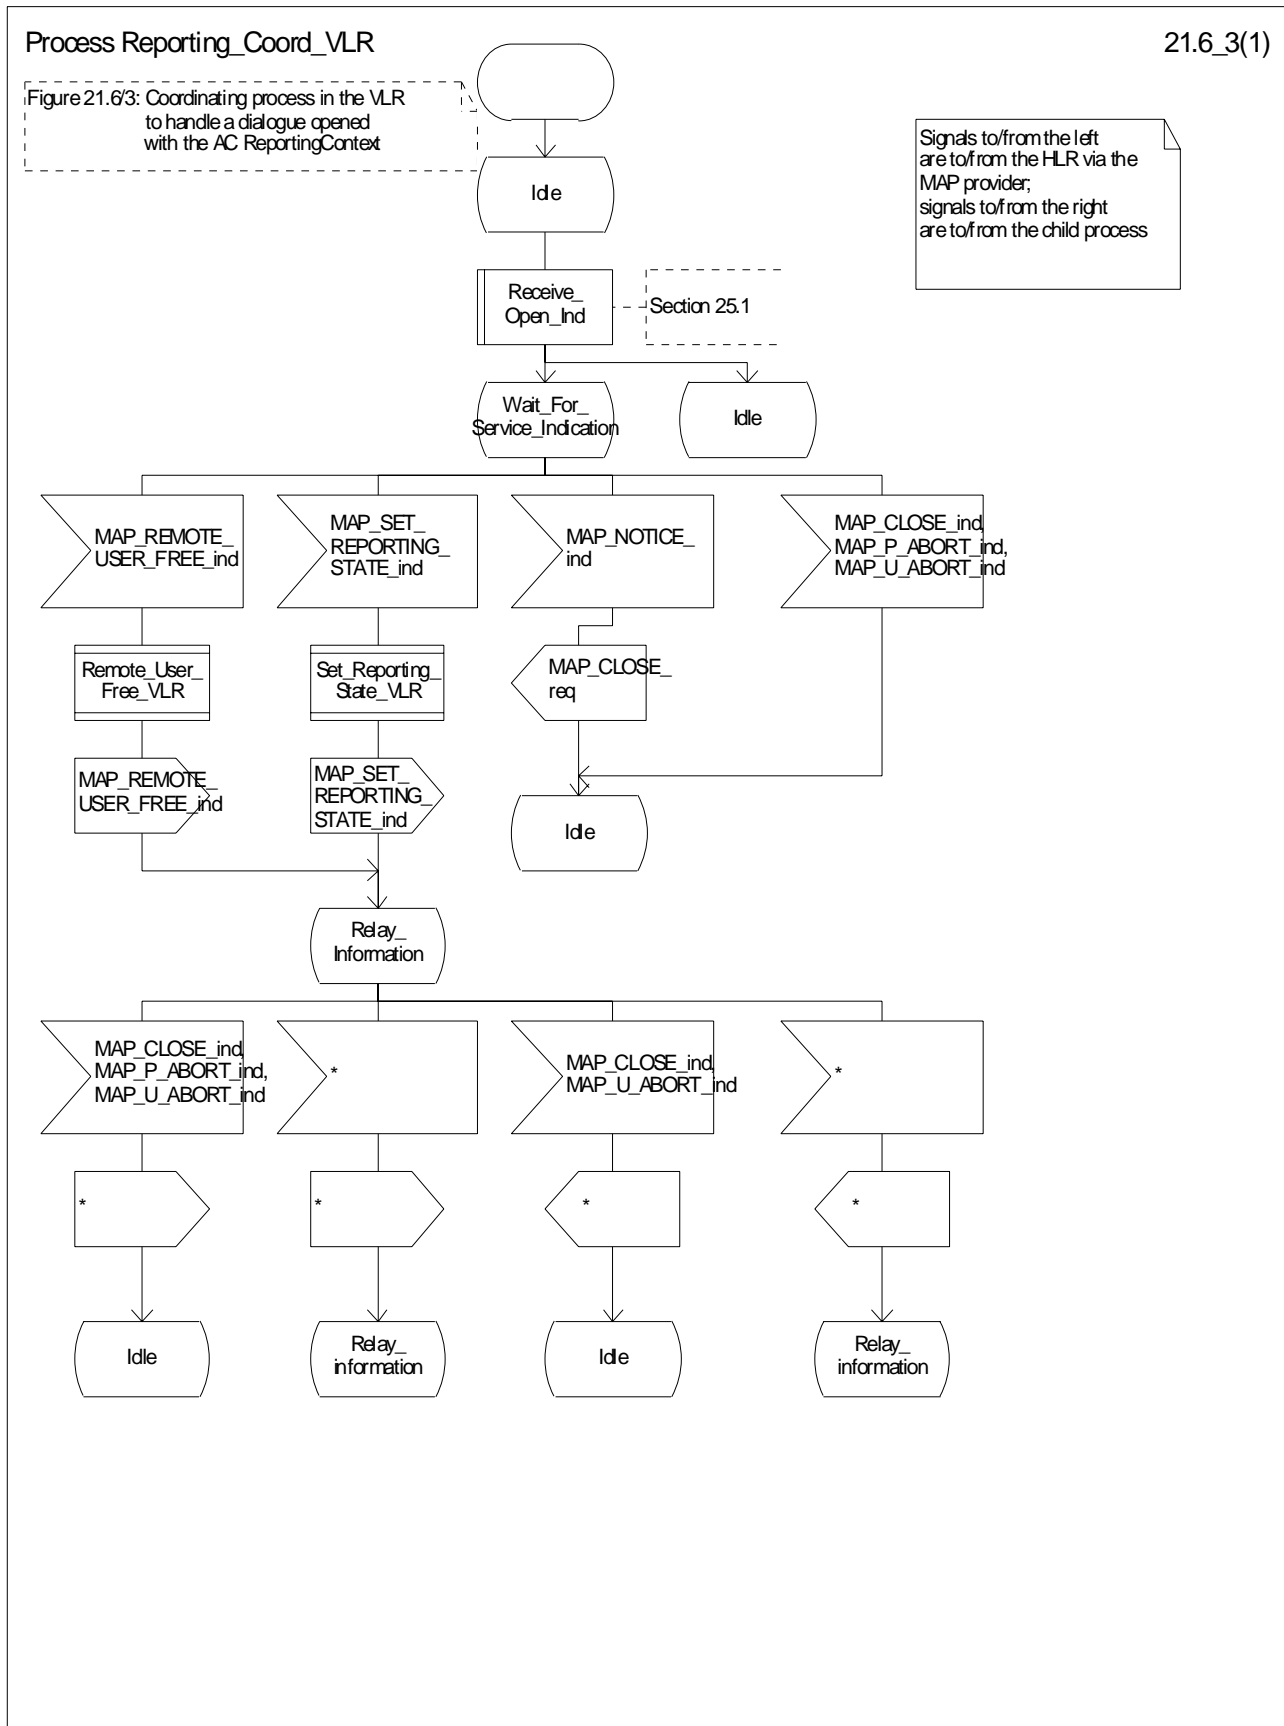 Process Reporting_Coord_VLR
21.6_3(1)
Figure 21.6/3: Coordinating process in the VLR
to handle a dialogue opened
with the AC ReportingContext
Signals to/from the left
are to/from the HLR via the
MAP provider;
signals to/from the right
are to/from the child process
Idle
Receive_
Open_Ind
Section 25.1
Wait_For_
Service_Indication
Idle
MAP_REMOTE_
USER_FREE_ind
MAP_SET_
REPORTING_
STATE_ind
MAP_NOTICE_
ind
MAP_CLOSE_ind,
MAP_P_ABORT_ind,
MAP_U_ABORT_ind
Remote_User_
Free_VLR
Set_Reporting_
State_VLR
MAP_CLOSE_
req
MAP_REMOTE_
USER_FREE_ind
MAP_SET_
REPORTING_
STATE_ind
Idle
Relay_
Information
MAP_CLOSE_ind,
MAP_P_ABORT_ind,
MAP_U_ABORT_ind
*
MAP_CLOSE_ind,
MAP_U_ABORT_ind
*
*
*
*
*
Idle
Relay_
information
Idle
Relay_
information